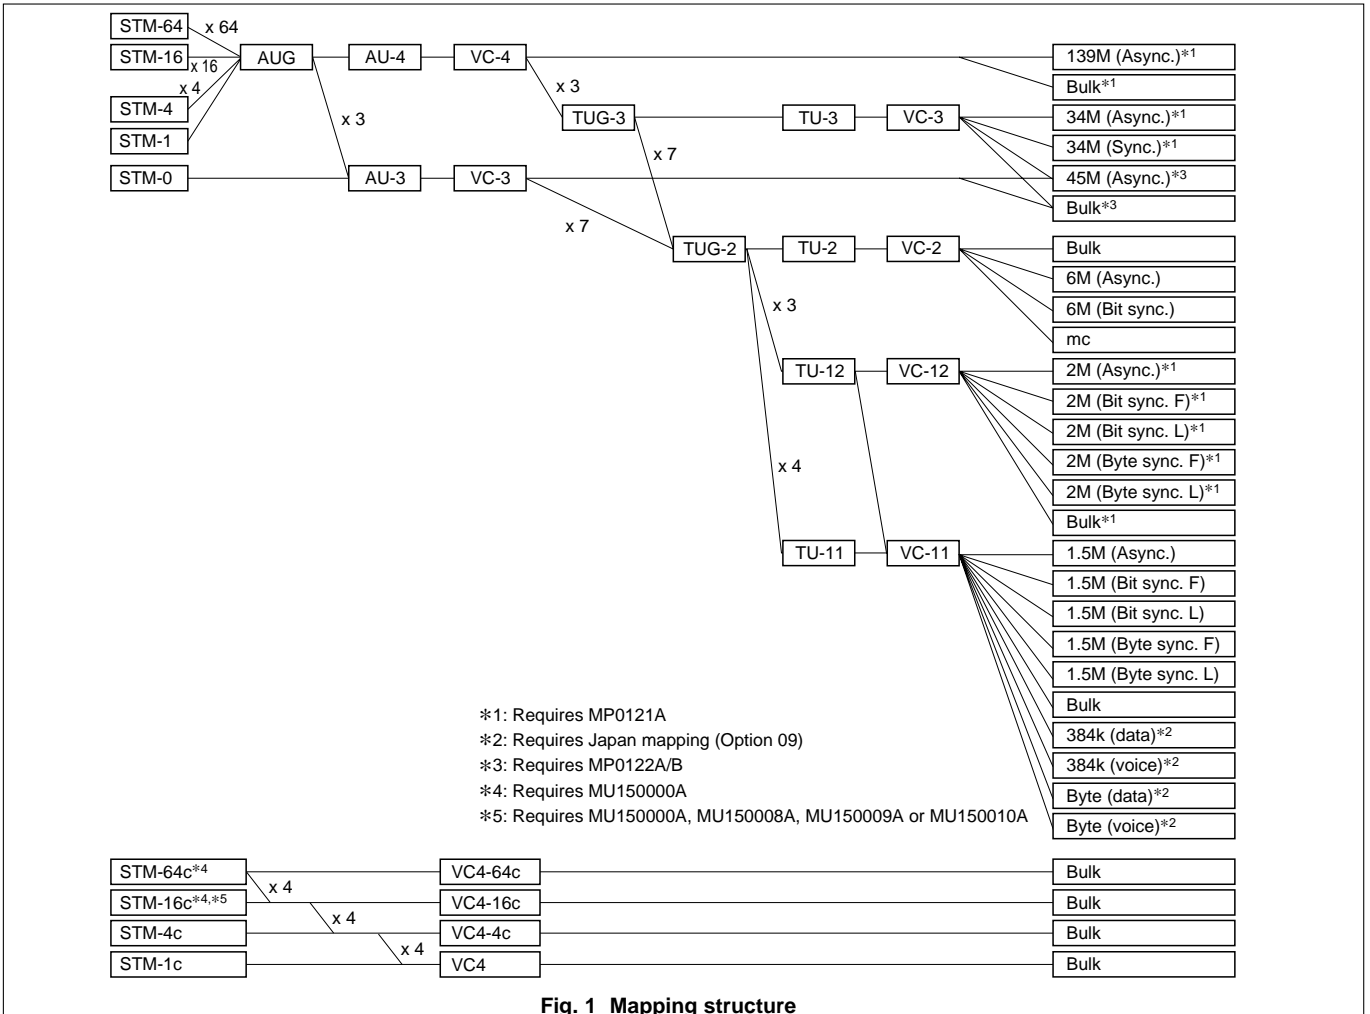 STM-64
x 64
STM-16
x 16
AUG
AU-4
VC-4
139M (Async.)*1
Bulk*1
x 4
STM-4
x 3
x 3
TUG-3
TU-3
VC-3
34M (Async.)*1
STM-1
34M (Sync.)*1
x 7
STM-0
AU-3
VC-3
45M (Async.)*3
Bulk*3
x 7
TUG-2
TU-2
VC-2
Bulk
6M (Async.)
x 3
6M (Bit sync.)
mc
TU-12
VC-12
2M (Async.)*1
2M (Bit sync. F)*1
2M (Bit sync. L)*1
x 4
2M (Byte sync. F)*1
2M (Byte sync. L)*1
Bulk*1
TU-11
VC-11
1.5M (Async.)
1.5M (Bit sync. F)
1.5M (Bit sync. L)
1.5M (Byte sync. F)
1.5M (Byte sync. L)
Bulk
384k (data)*2
384k (voice)*2
Byte (data)*2
Byte (voice)*2
*1: Requires MP0121A
*2: Requires Japan mapping (Option 09)
*3: Requires MP0122A/B
*4: Requires MU150000A
*5: Requires MU150000A, MU150008A, MU150009A or MU150010A
STM-64c*4
x 4
VC4-64c
Bulk
STM-16c*4,*5
x 4
VC4-16c
Bulk
STM-4c
x 4
VC4-4c
Bulk
STM-1c
VC4
Bulk
Fig. 1 Mapping structure